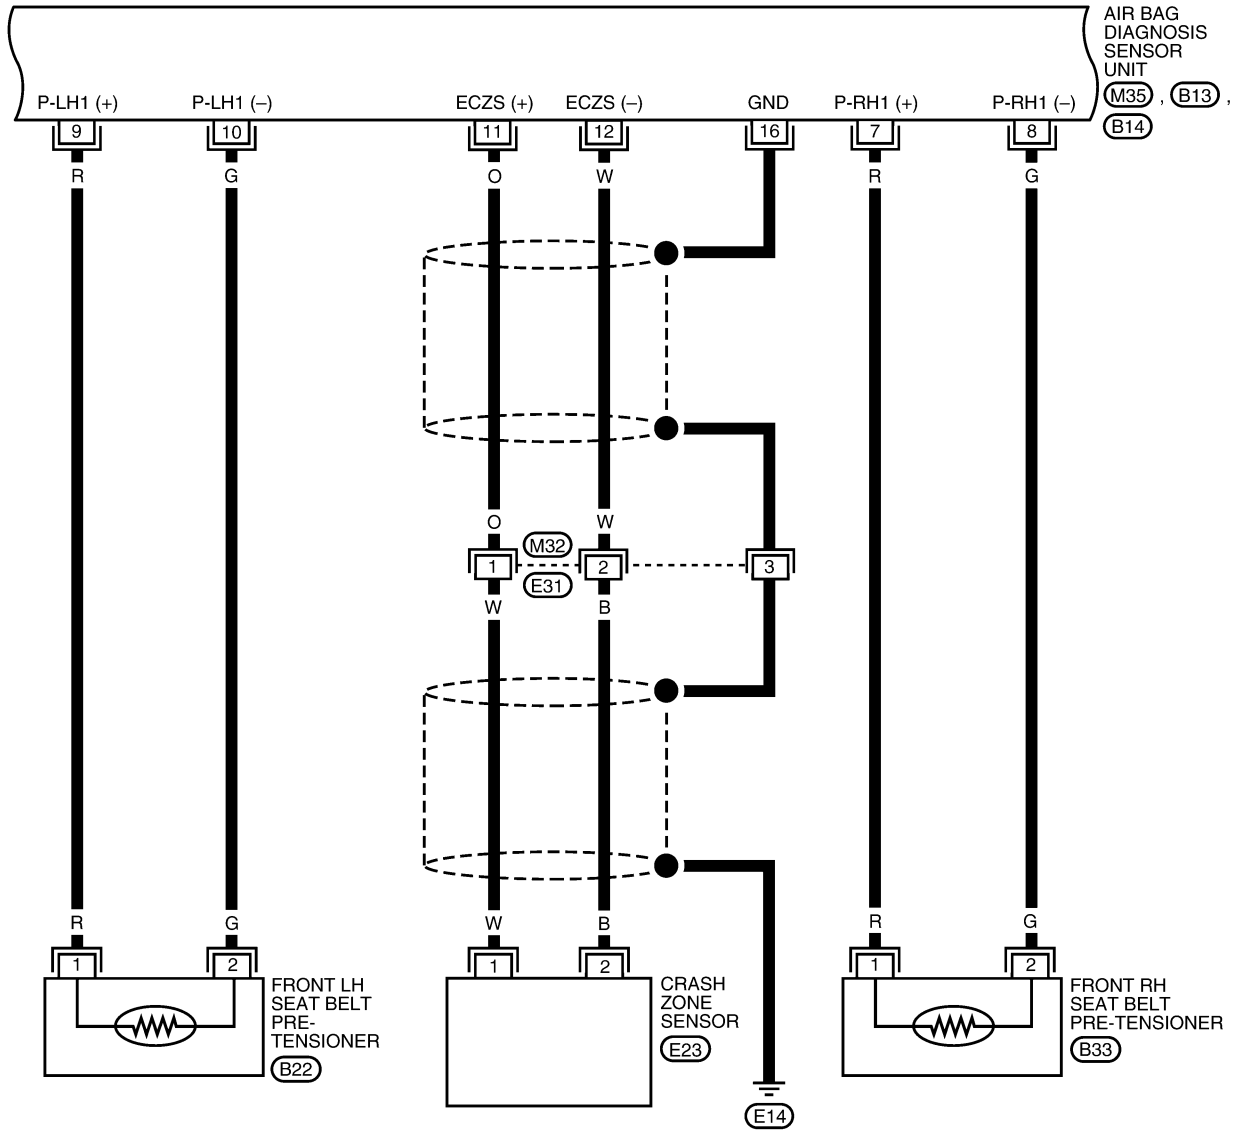 AIR BAG
DIAGNOSIS
SENSOR
UNIT
M35 , B13 ,
B14
P-LH1 (+) P-LH1 (–) ECZS (+) ECZS (–) GND P-RH1 (+) P-RH1 (–)
9 10 11 12 16 7 8
R G O W R G
O W
M32
1 2 3
E31
W B
R G W B R G
1 2 1 2 1 2
FRONT LH
SEAT BELT
PRE-
TENSIONER
B22
CRASH
ZONE
SENSOR
E23
FRONT RH
SEAT BELT
PRE-TENSIONER
B33
E14